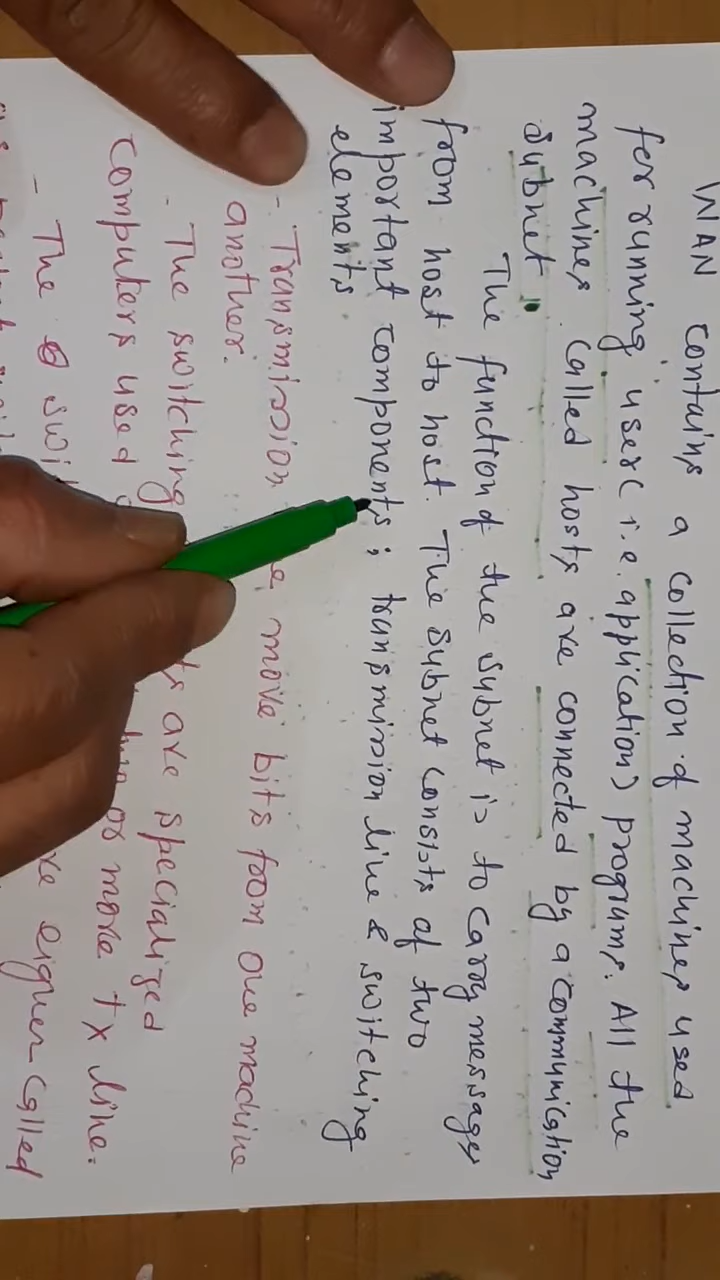 WAN contains a collection of machines used
for running user (i.e. application) programs. All the
machines called hosts are connected by a communication
subnet.
The function of the subnet is to carry messages
from host to host. The subnet consists of two
important components; transmission line & switching
elements
- Transmission move bits from one machine
another.
- The switching are specialized
computers used or more tx line.
- The swit eigher called